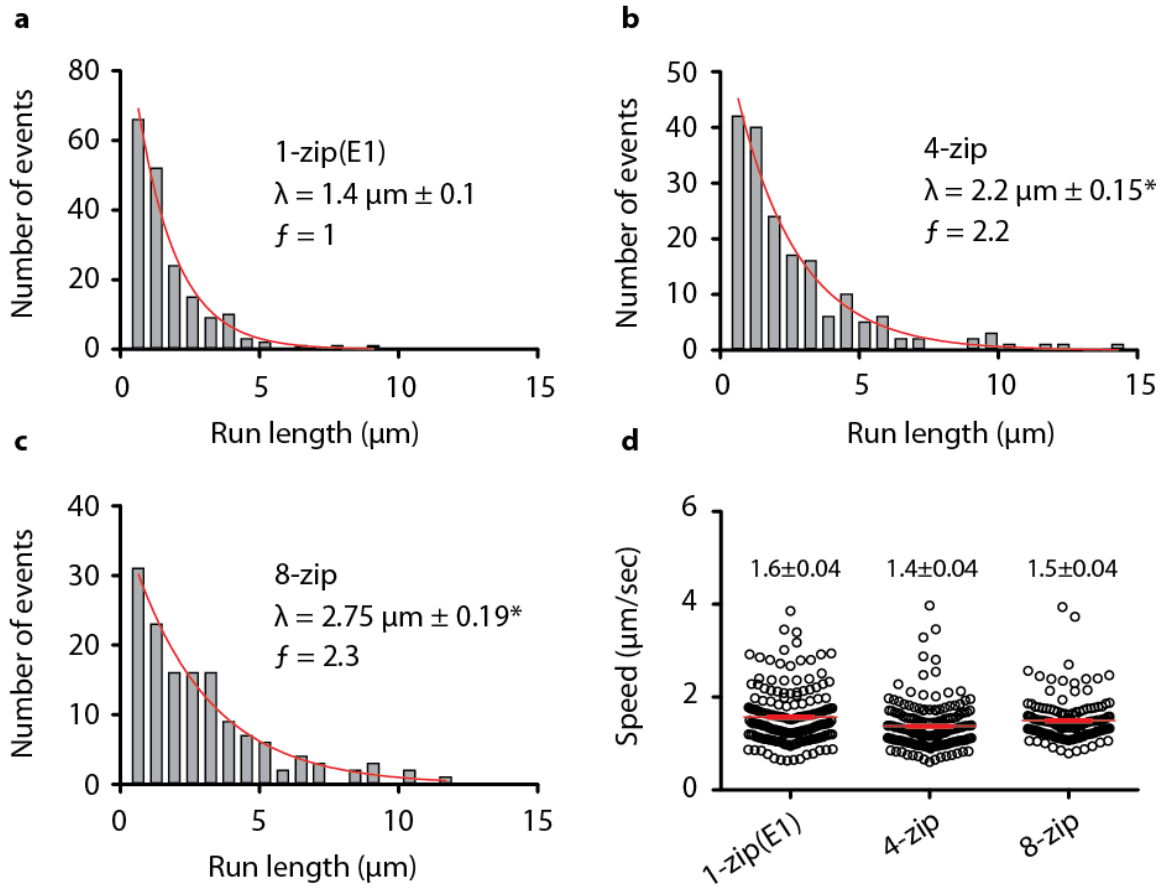 a
Number of events
80
60
40
20
0
0
5
10
15
Run length (μm)
1-zip(E1)
λ = 1.4 μm ± 0.1
ƒ = 1
b
Number of events
50
40
30
20
10
0
0
5
10
15
Run length (μm)
4-zip
λ = 2.2 μm ± 0.15*
ƒ = 2.2
c
Number of events
40
30
20
10
0
0
5
10
15
Run length (μm)
8-zip
λ = 2.75 μm ± 0.19*
ƒ = 2.3
d
Speed (μm/sec)
6
4
2
0
1.6±0.04
1.4±0.04
1.5±0.04
1-zip(E1)
4-zip
8-zip